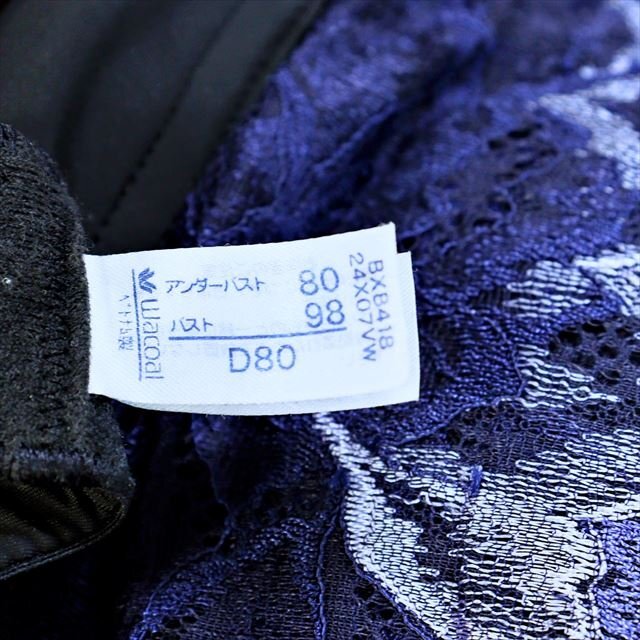 Wacoal
ベトナム製
アンダーバスト 80
バスト 98
D80
BXB418
24X07VW